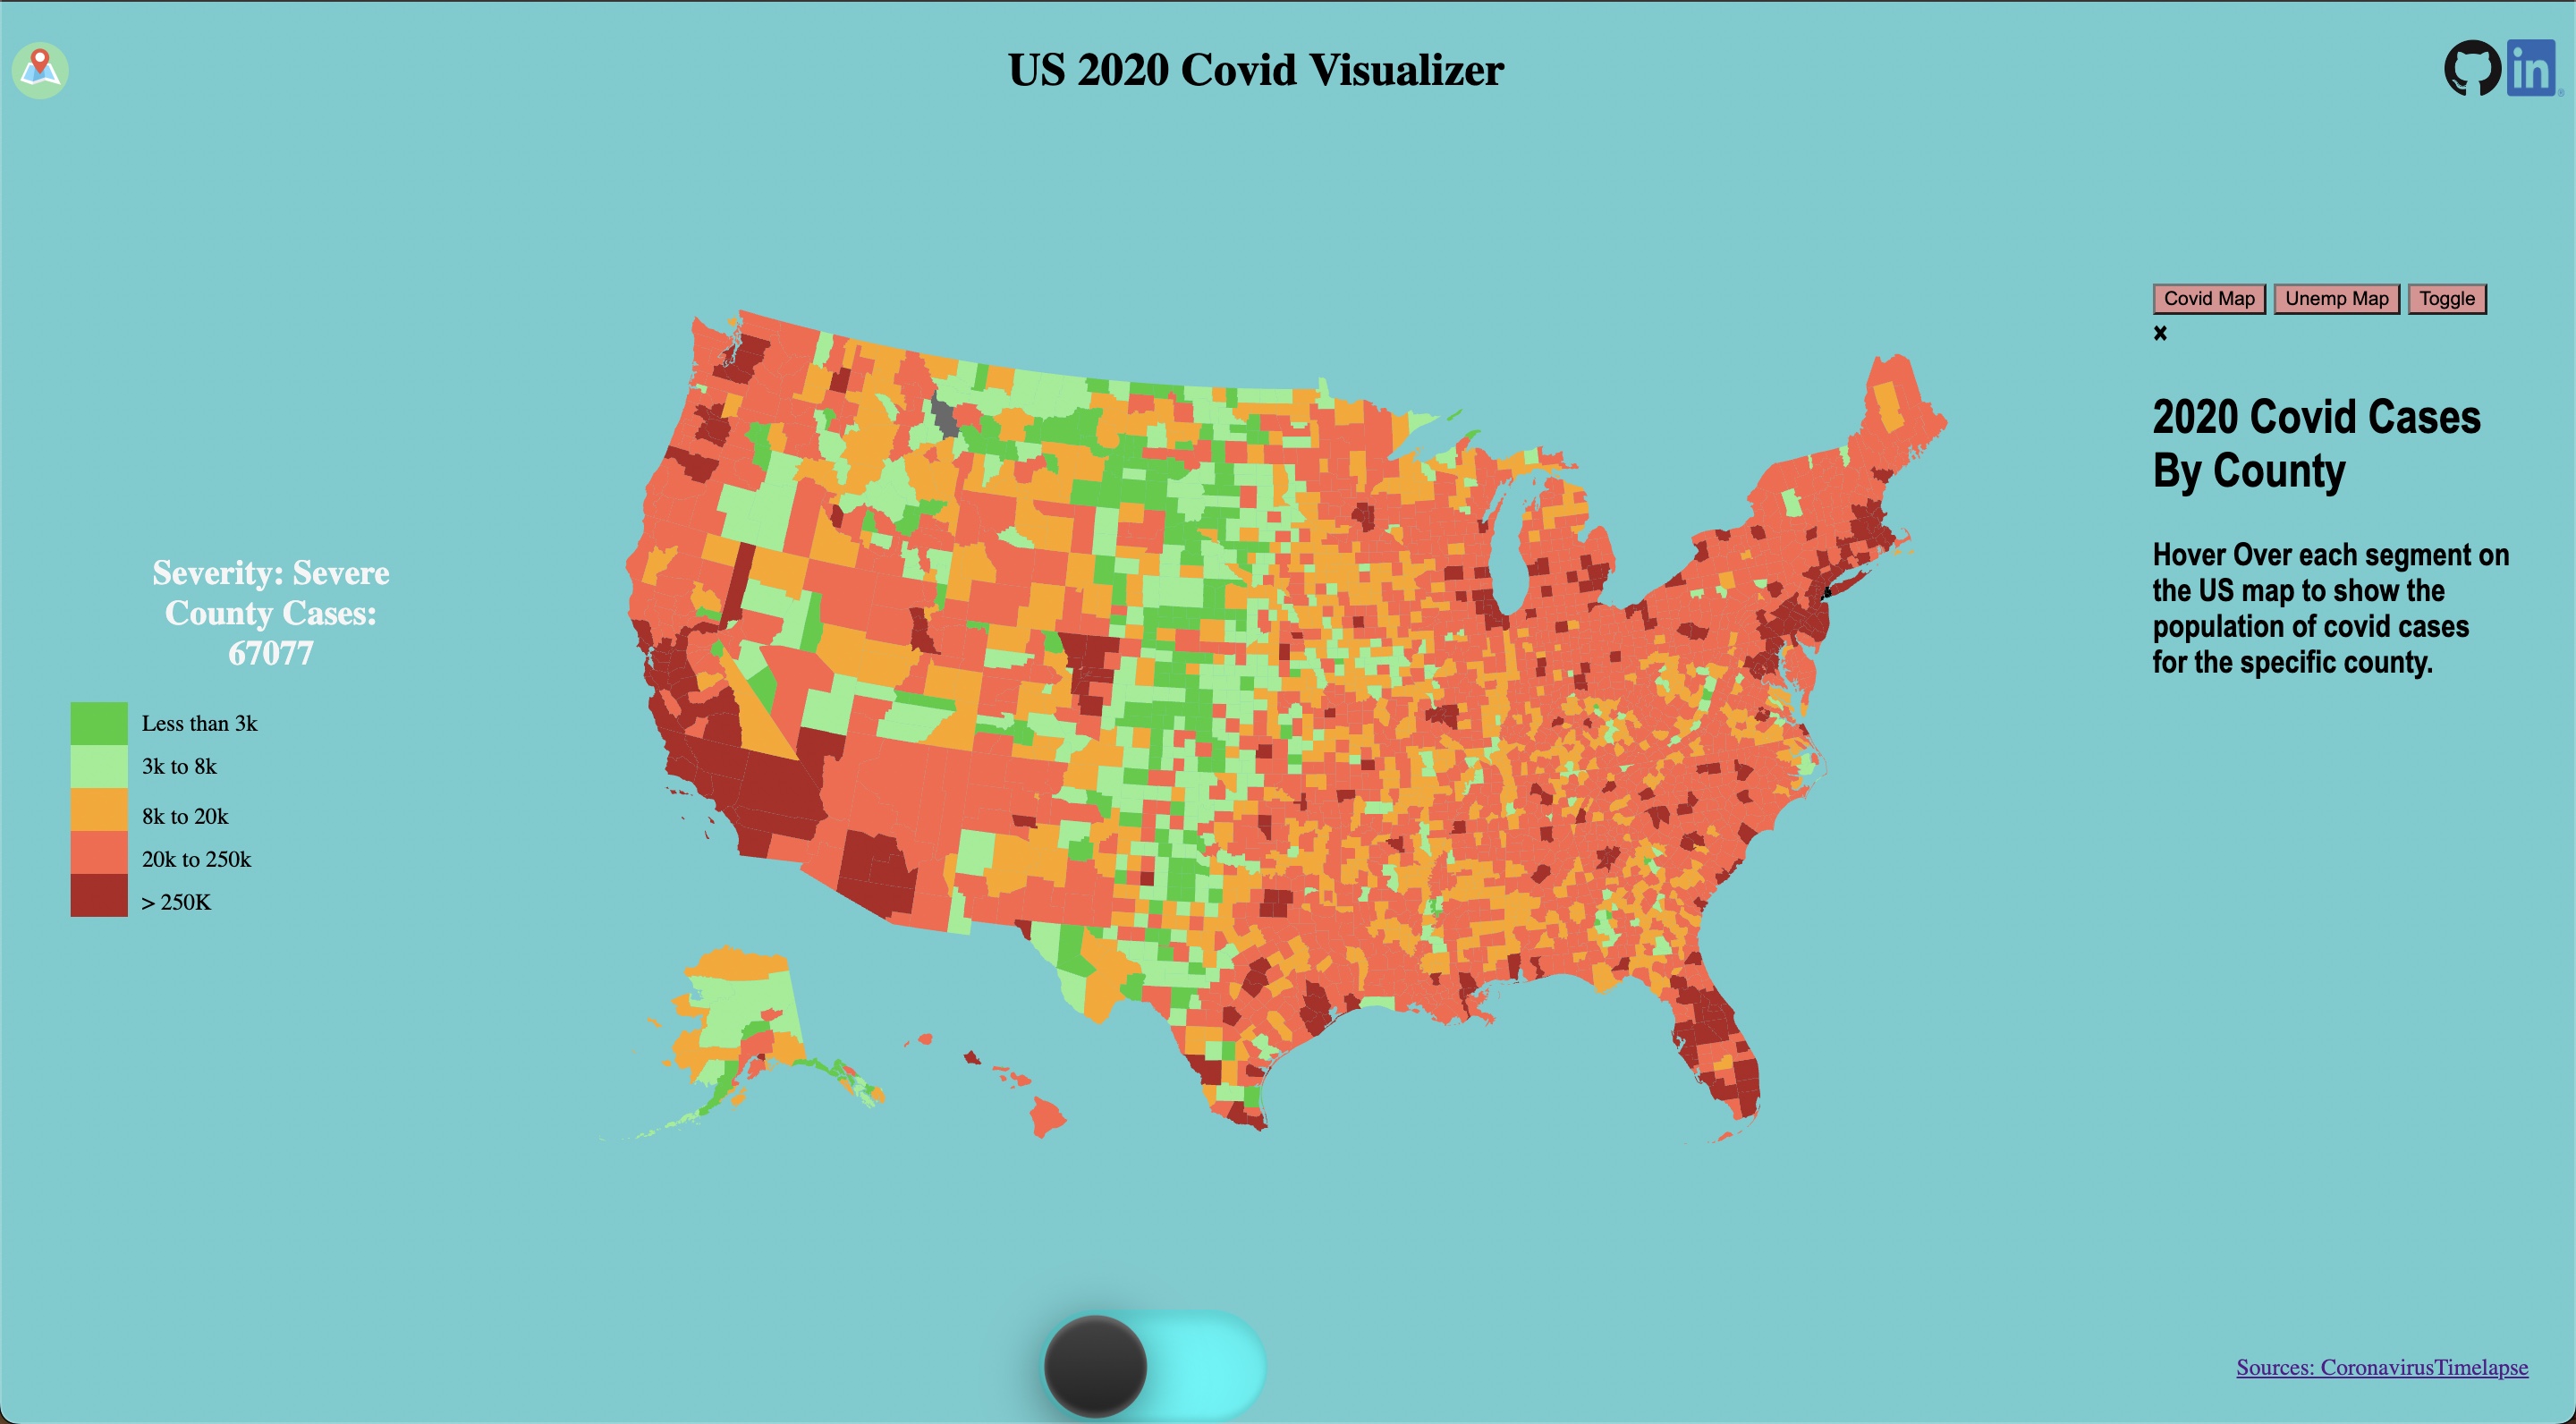 US 2020 Covid Visualizer
in
Covid Map
Unemp Map
Toggle
×
2020 Covid Cases
By County
Hover Over each segment on
the US map to show the
population of covid cases
for the specific county.
Severity: Severe
County Cases:
67077
Less than 3k
3k to 8k
8k to 20k
20k to 250k
> 250K
Sources: CoronavirusTimelapse